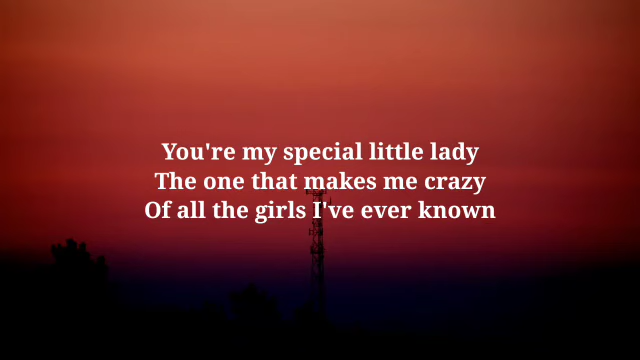 You're my special little lady
The one that makes me crazy
Of all the girls I've ever known